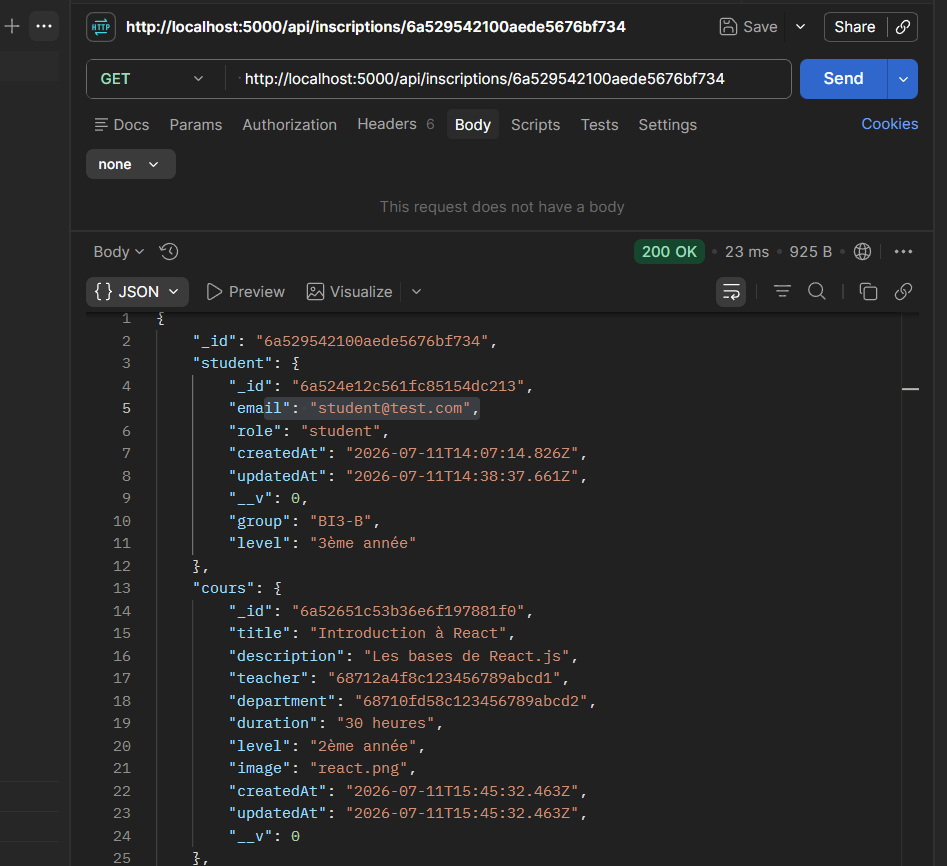 HTTP http://localhost:5000/api/inscriptions/6a529542100aede5676bf734 Save Share
GET http://localhost:5000/api/inscriptions/6a529542100aede5676bf734 Send
Docs Params Authorization Headers 6 Body Scripts Tests Settings Cookies
none
This request does not have a body
Body 200 OK • 23 ms • 925 B •
{} JSON Preview Visualize
1 {
2 "_id": "6a529542100aede5676bf734",
3 "student": {
4 "_id": "6a524e12c561fc85154dc213",
5 "email": "student@test.com",
6 "role": "student",
7 "createdAt": "2026-07-11T14:07:14.826Z",
8 "updatedAt": "2026-07-11T14:38:37.661Z",
9 "__v": 0,
10 "group": "BI3-B",
11 "level": "3ème année"
12 },
13 "cours": {
14 "_id": "6a52651c53b36e6f197881f0",
15 "title": "Introduction à React",
16 "description": "Les bases de React.js",
17 "teacher": "68712a4f8c123456789abcd1",
18 "department": "68710fd58c123456789abcd2",
19 "duration": "30 heures",
20 "level": "2ème année",
21 "image": "react.png",
22 "createdAt": "2026-07-11T15:45:32.463Z",
23 "updatedAt": "2026-07-11T15:45:32.463Z",
24 "__v": 0
25 },